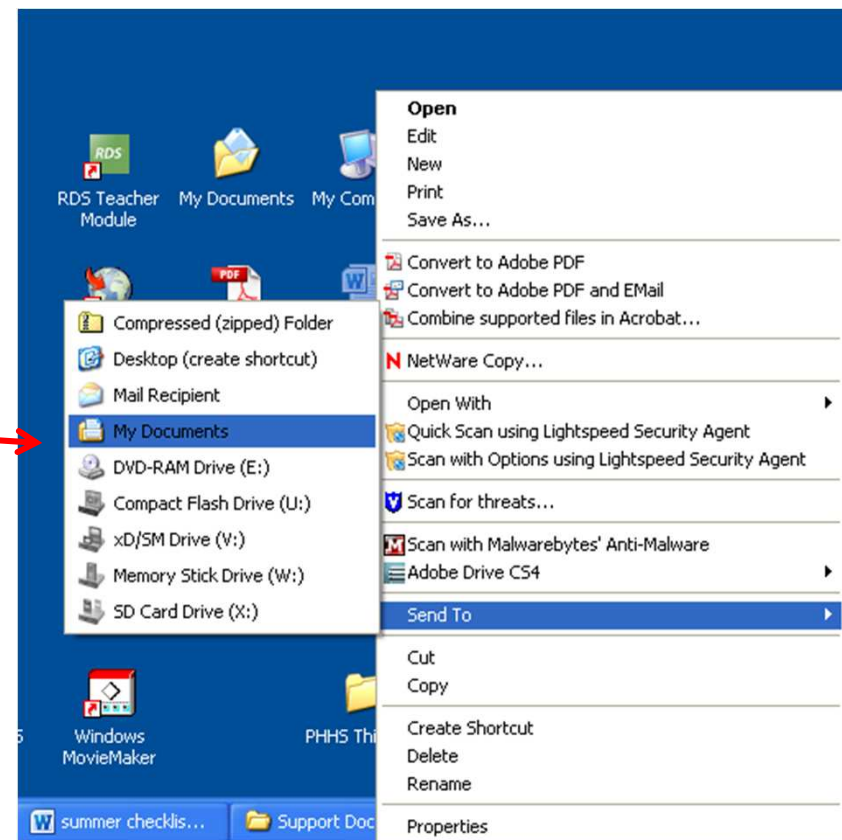 RDS
RDS Teacher
Module
My Documents
My Com
PDF
W
Open
Edit
New
Print
Save As...
Convert to Adobe PDF
Convert to Adobe PDF and EMail
Combine supported files in Acrobat...
N NetWare Copy...
Open With
Quick Scan using Lightspeed Security Agent
Scan with Options using Lightspeed Security Agent
Scan for threats...
M Scan with Malwarebytes' Anti-Malware
Adobe Drive CS4
Send To
Cut
Copy
Create Shortcut
Delete
Rename
Properties
Compressed (zipped) Folder
Desktop (create shortcut)
Mail Recipient
My Documents
DVD-RAM Drive (E:)
Compact Flash Drive (U:)
xD/SM Drive (V:)
Memory Stick Drive (W:)
SD Card Drive (X:)
Windows
MovieMaker
PHHS Thi
W summer checklis...
Support Doc